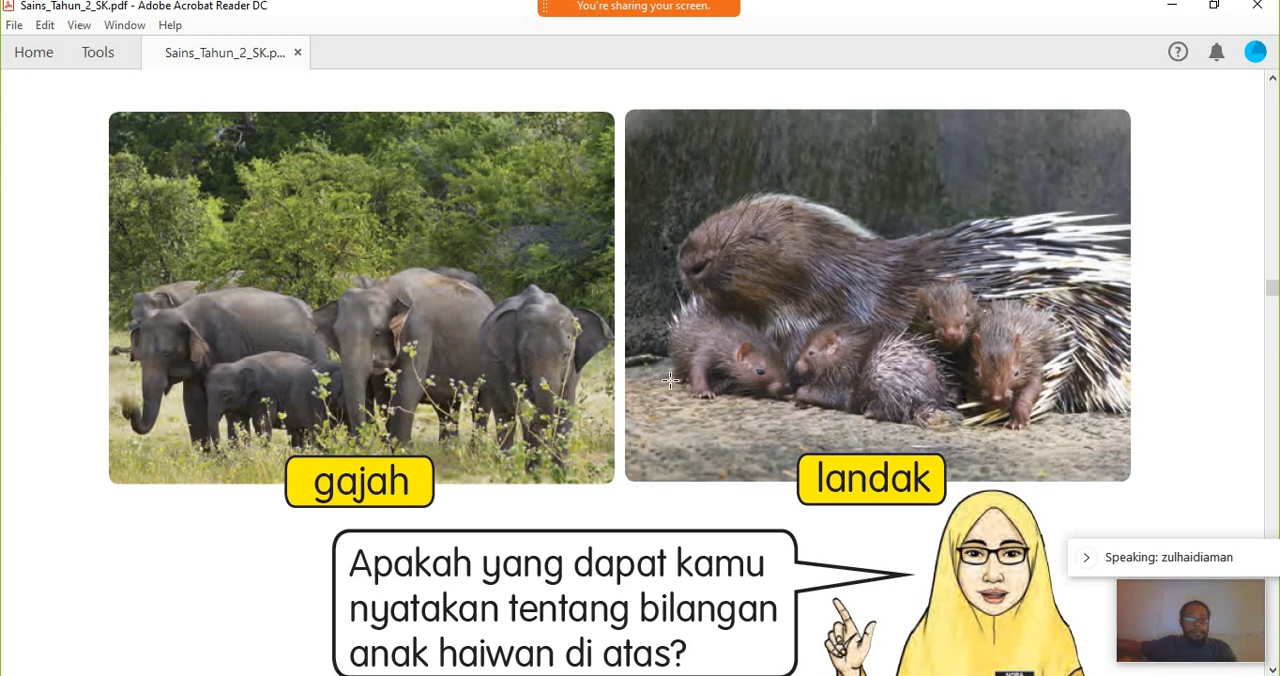 Sains_Tahun_2_SK.pdf - Adobe Acrobat Reader DC
You're sharing your screen.
File Edit View Window Help
Home Tools Sains_Tahun_2_SK.p... ×
gajah
landak
Apakah yang dapat kamu
nyatakan tentang bilangan
anak haiwan di atas?
Speaking: zulhaidiaman